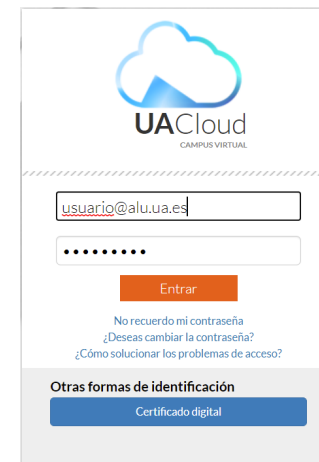 UACloud
CAMPUS VIRTUAL
usuario@alu.ua.es
•••••••••
Entrar
No recuerdo mi contraseña
¿Deseas cambiar la contraseña?
¿Cómo solucionar los problemas de acceso?
Otras formas de identificación
Certificado digital